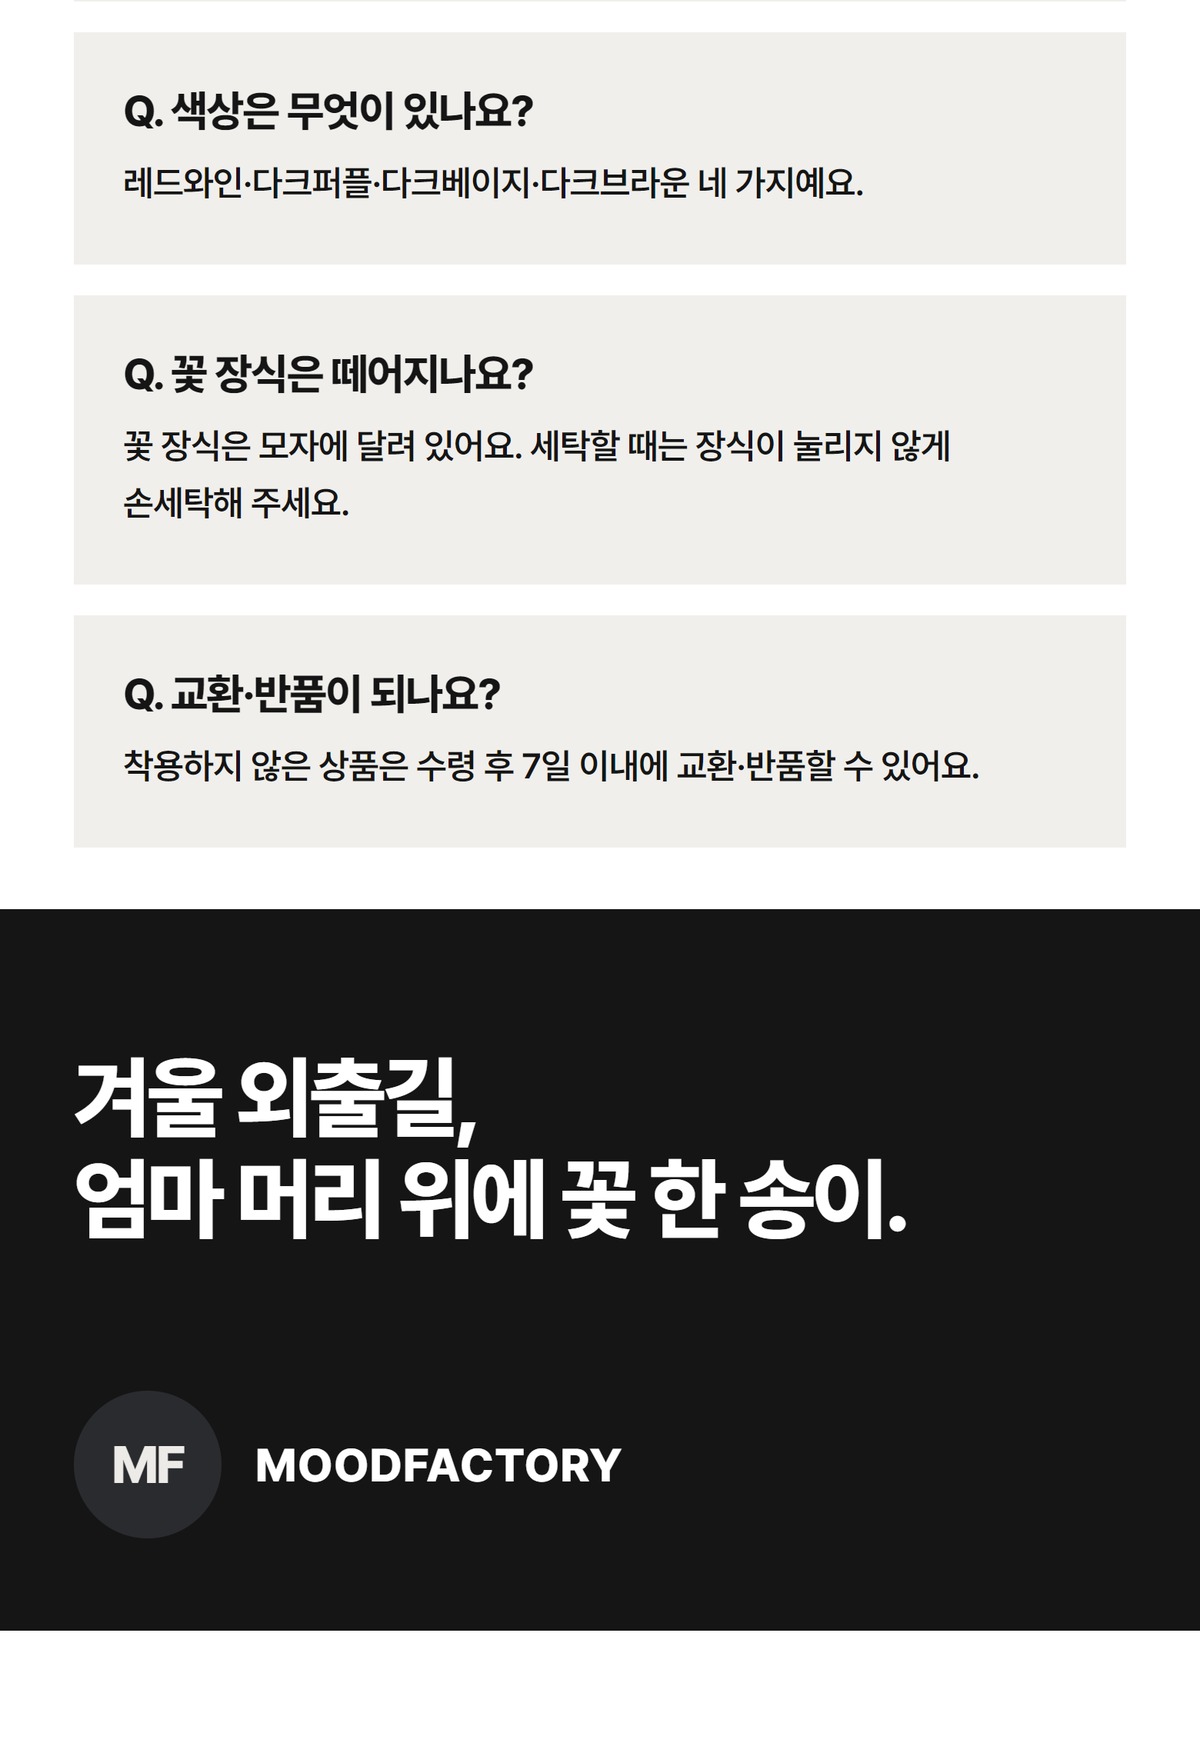 Q. 색상은 무엇이 있나요?
레드와인·다크퍼플·다크베이지·다크브라운 네 가지예요.
Q. 꽃 장식은 떼어지나요?
꽃 장식은 모자에 달려 있어요. 세탁할 때는 장식이 눌리지 않게
손세탁해 주세요.
Q. 교환·반품이 되나요?
착용하지 않은 상품은 수령 후 7일 이내에 교환·반품할 수 있어요.
겨울 외출길,
엄마 머리 위에 꽃 한 송이.
MF MOODFACTORY